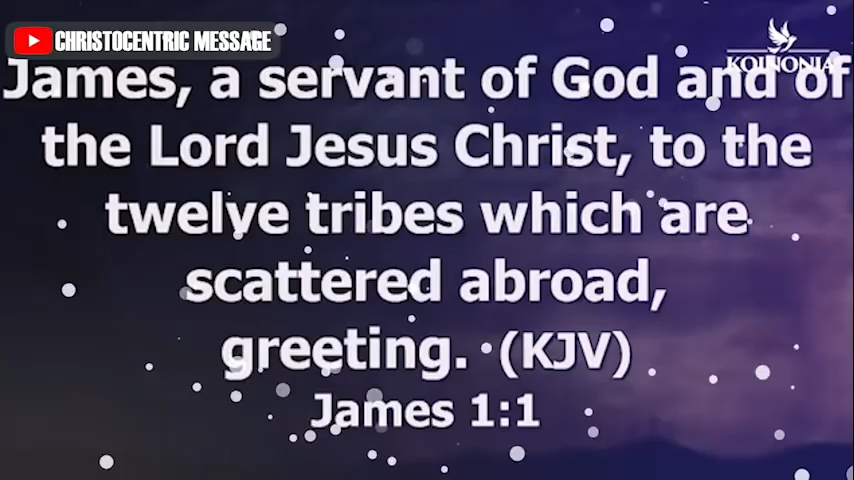 CHRISTOCENTRIC MESSAGE
KOINONIA
James, a servant of God and of
the Lord Jesus Christ, to the
twelve tribes which are
scattered abroad,
greeting. (KJV)
James 1:1